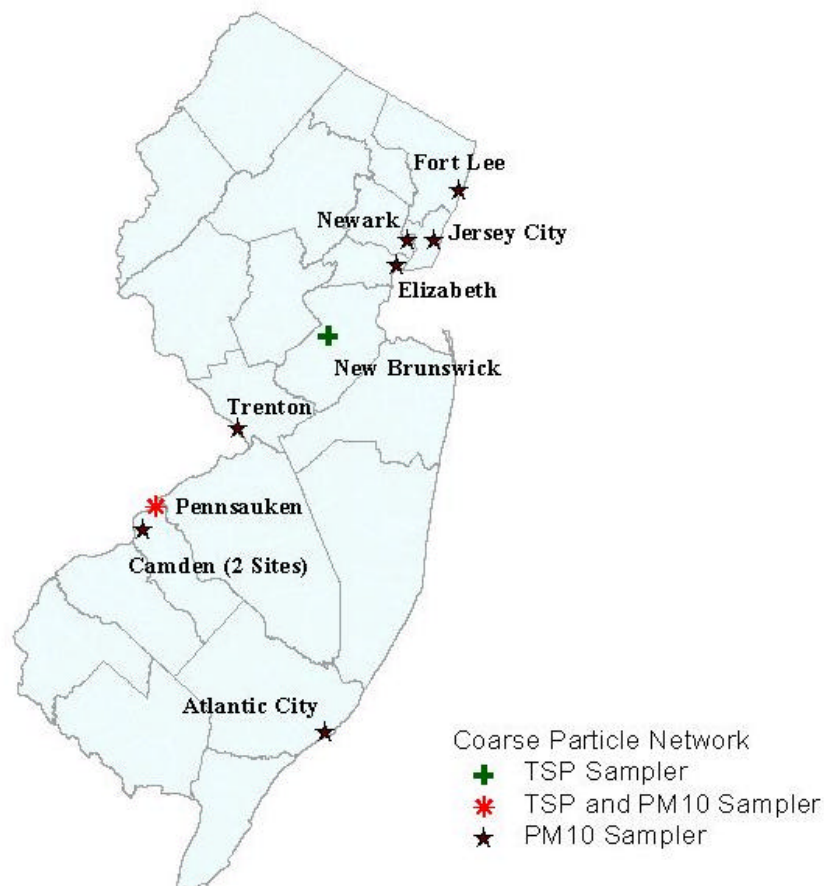 Fort Lee
Newark
Jersey City
Elizabeth
New Brunswick
Trenton
Pennsauken
Camden (2 Sites)
Atlantic City
Coarse Particle Network
TSP Sampler
TSP and PM10 Sampler
PM10 Sampler